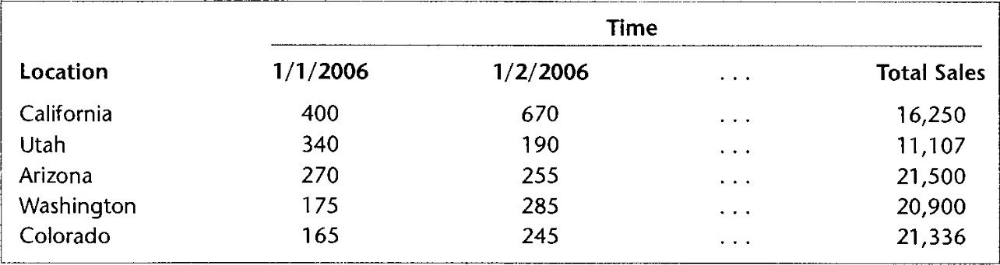 Time
Location 1/1/2006 1/2/2006 ... Total Sales
California 400 670 ... 16,250
Utah 340 190 ... 11,107
Arizona 270 255 ... 21,500
Washington 175 285 ... 20,900
Colorado 165 245 ... 21,336